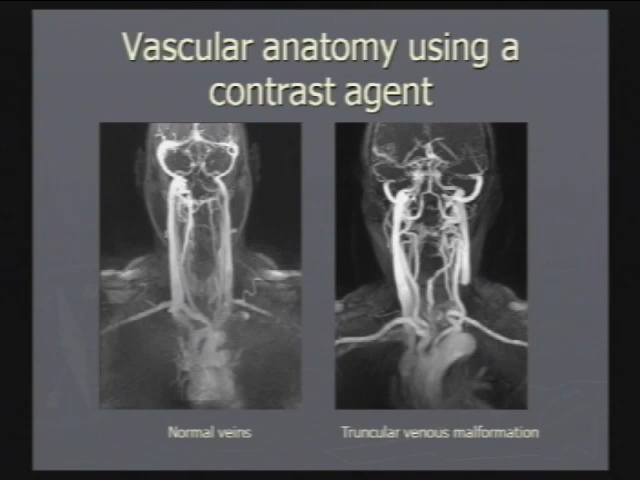 Vascular anatomy using a
contrast agent
Normal veins
Truncular venous malformation